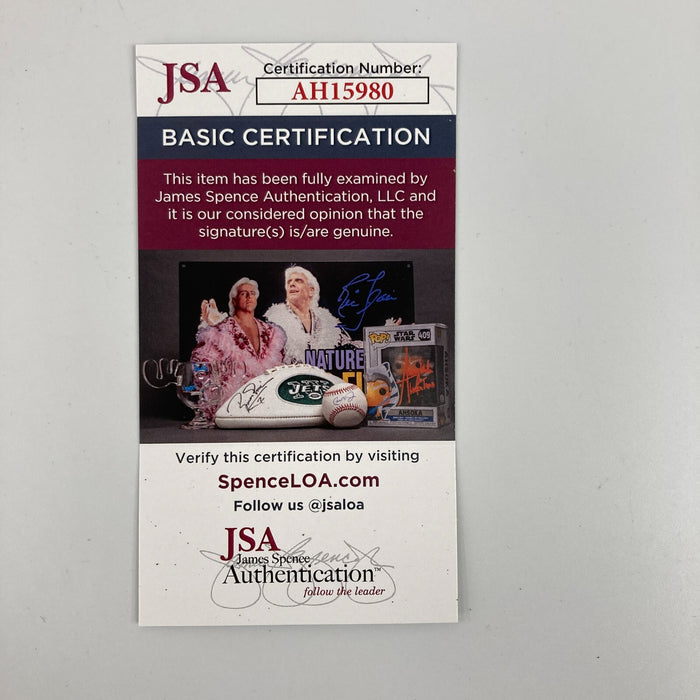 JSA
Certification Number:
AH15980
BASIC CERTIFICATION
This item has been fully examined by
James Spence Authentication, LLC and
it is our considered opinion that the
signature(s) is/are genuine.
NATURE
JETS
POP!
STAR WARS
409
AHSOKA
Verify this certification by visiting
SpenceLOA.com
Follow us @jsaloa
JSA
James Spence
Authentication™
follow the leader